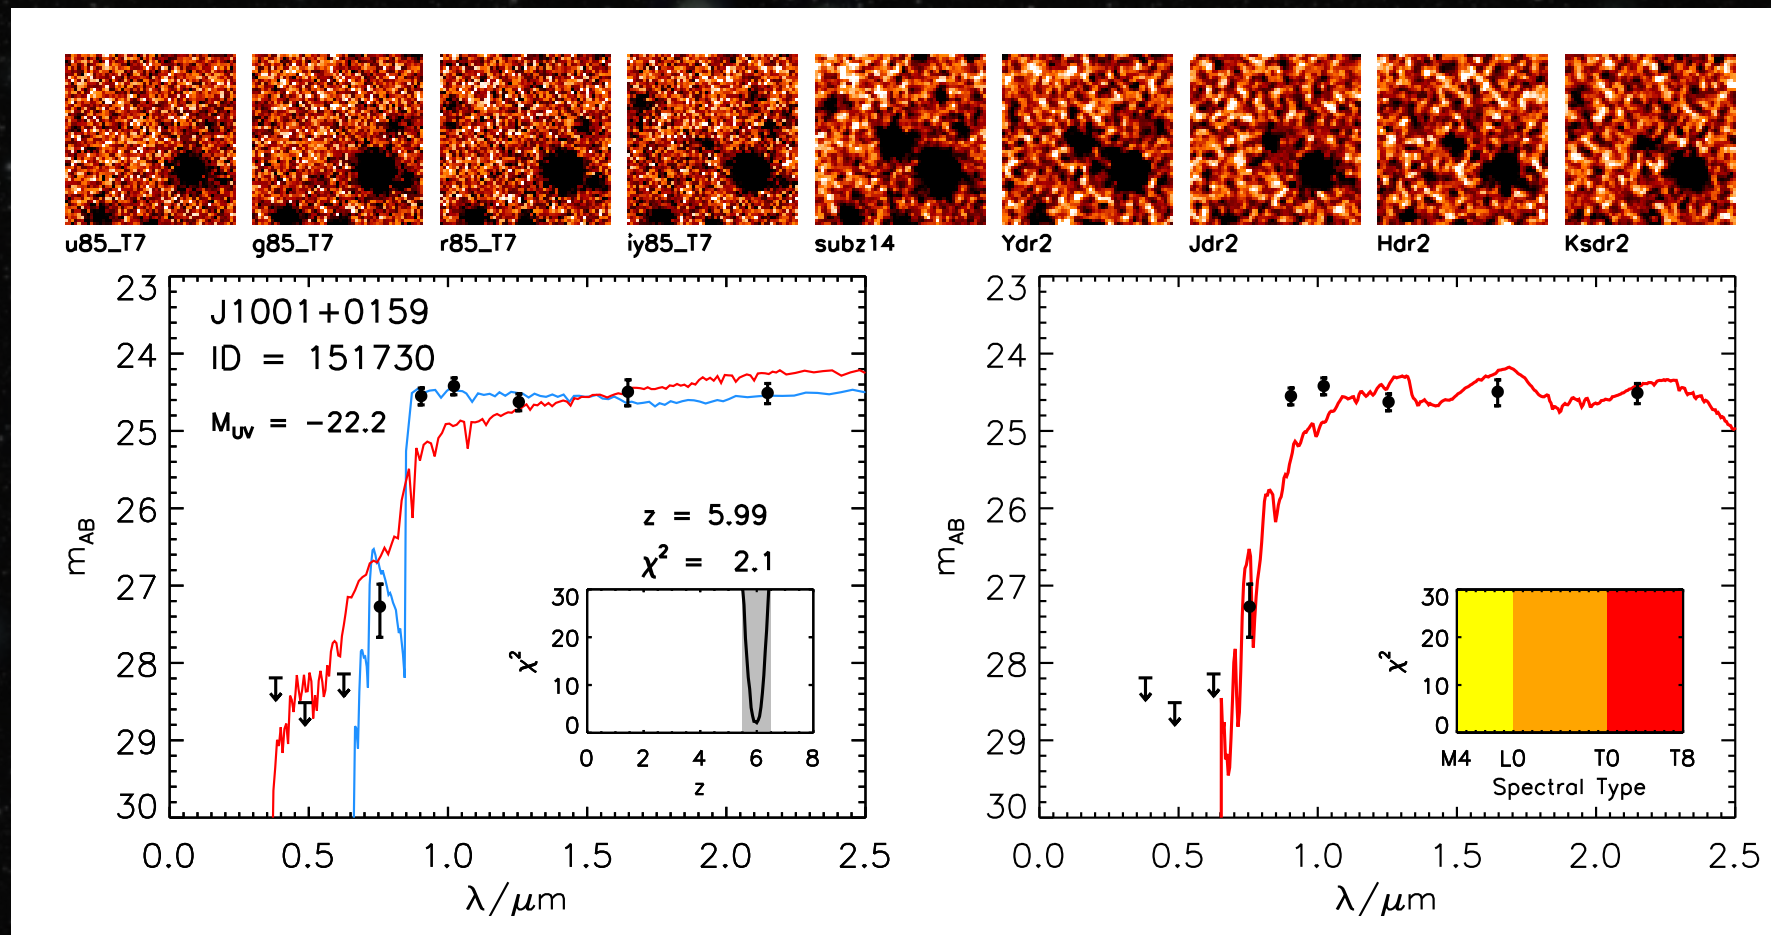 u85_T7 g85_T7 r85_T7 iy85_T7 subz14 Ydr2 Jdr2 Hdr2 Ksdr2
J1001+0159
ID = 151730
M_UV = −22.2
z = 5.99
χ² = 2.1
23
24
25
26
27
28
29
30
m_AB
0.0 0.5 1.0 1.5 2.0 2.5
λ/μm
30
20
10
0
χ²
0 2 4 6 8
z
23
24
25
26
27
28
29
30
m_AB
0.0 0.5 1.0 1.5 2.0 2.5
λ/μm
30
20
10
0
χ²
M4 L0 T0 T8
Spectral Type